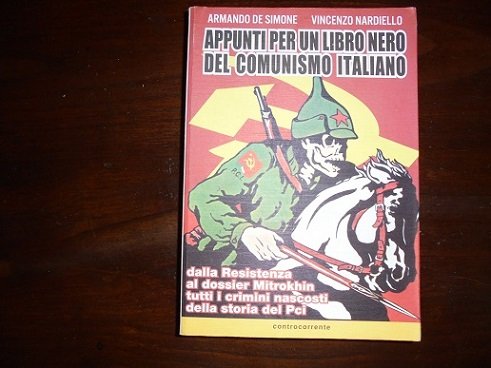 ARMANDO DE SIMONE VINCENZO NARDIELLO
APPUNTI PER UN LIBRO NERO
DEL COMUNISMO ITALIANO
P.C.I.
dalla Resistenza
al dossier Mitrokhin
tutti i crimini nascosti
della storia del Pci
controcorrente